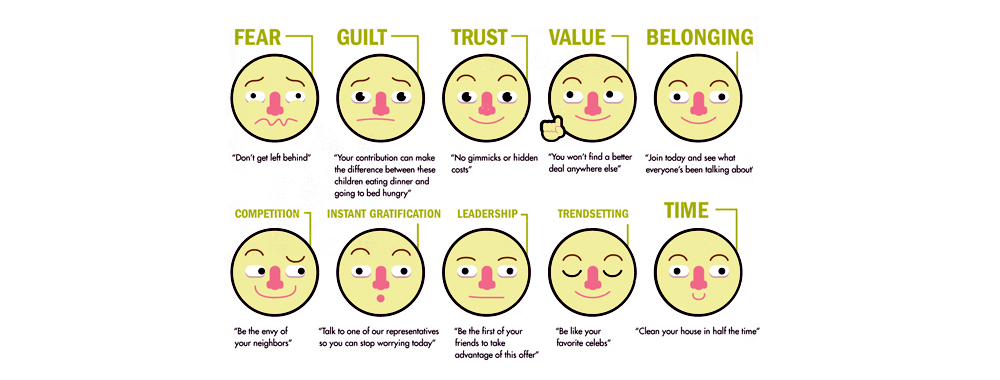 FEAR
GUILT
TRUST
VALUE
BELONGING
"Don't get left behind"
"Your contribution can make
the difference between these
children eating dinner and
going to bed hungry"
"No gimmicks or hidden
costs"
"You won't find a better
deal anywhere else"
"Join today and see what
everyone's been talking about'
COMPETITION
INSTANT GRATIFICATION
LEADERSHIP
TRENDSETTING
TIME
"Be the envy of
your neighbors"
"Talk to one of our representatives
so you can stop worrying today"
"Be the first of your
friends to take
advantage of this offer"
"Be like your
favorite celebs"
"Clean your house in half the time"